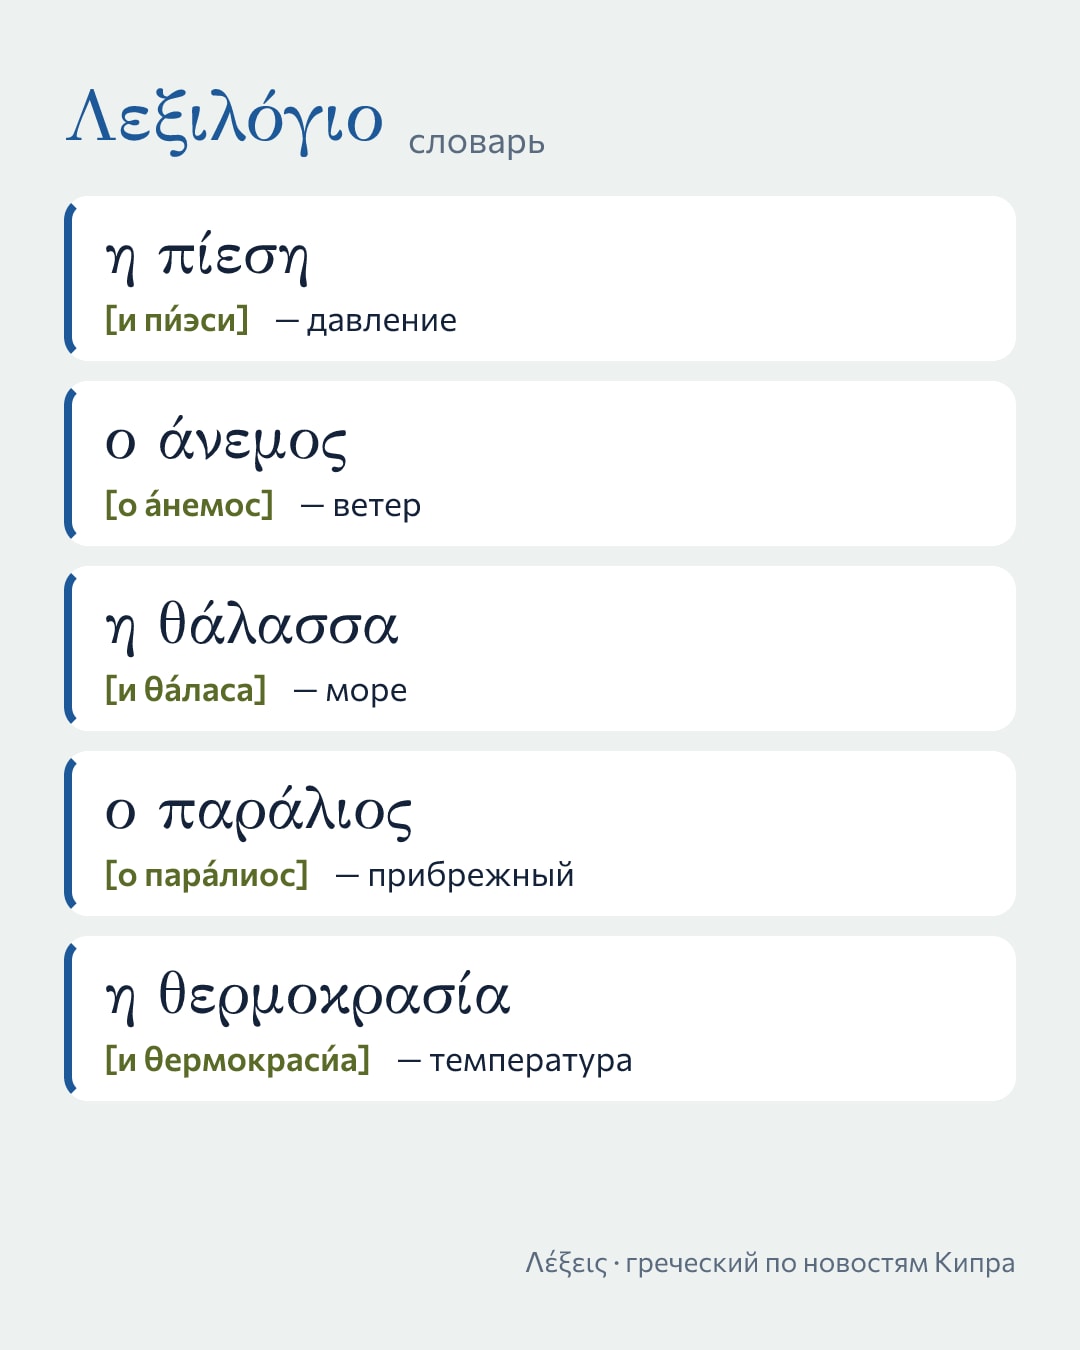 Λεξιλόγιο словарь
η πίεση
[и пи́эси] — давление
ο άνεμος
[о а́немос] — ветер
η θάλασσα
[и θа́ласа] — море
ο παράλιος
[о пара́лиос] — прибрежный
η θερμοκρασία
[и θермокраси́а] — температура
Λέξεις · греческий по новостям Кипра